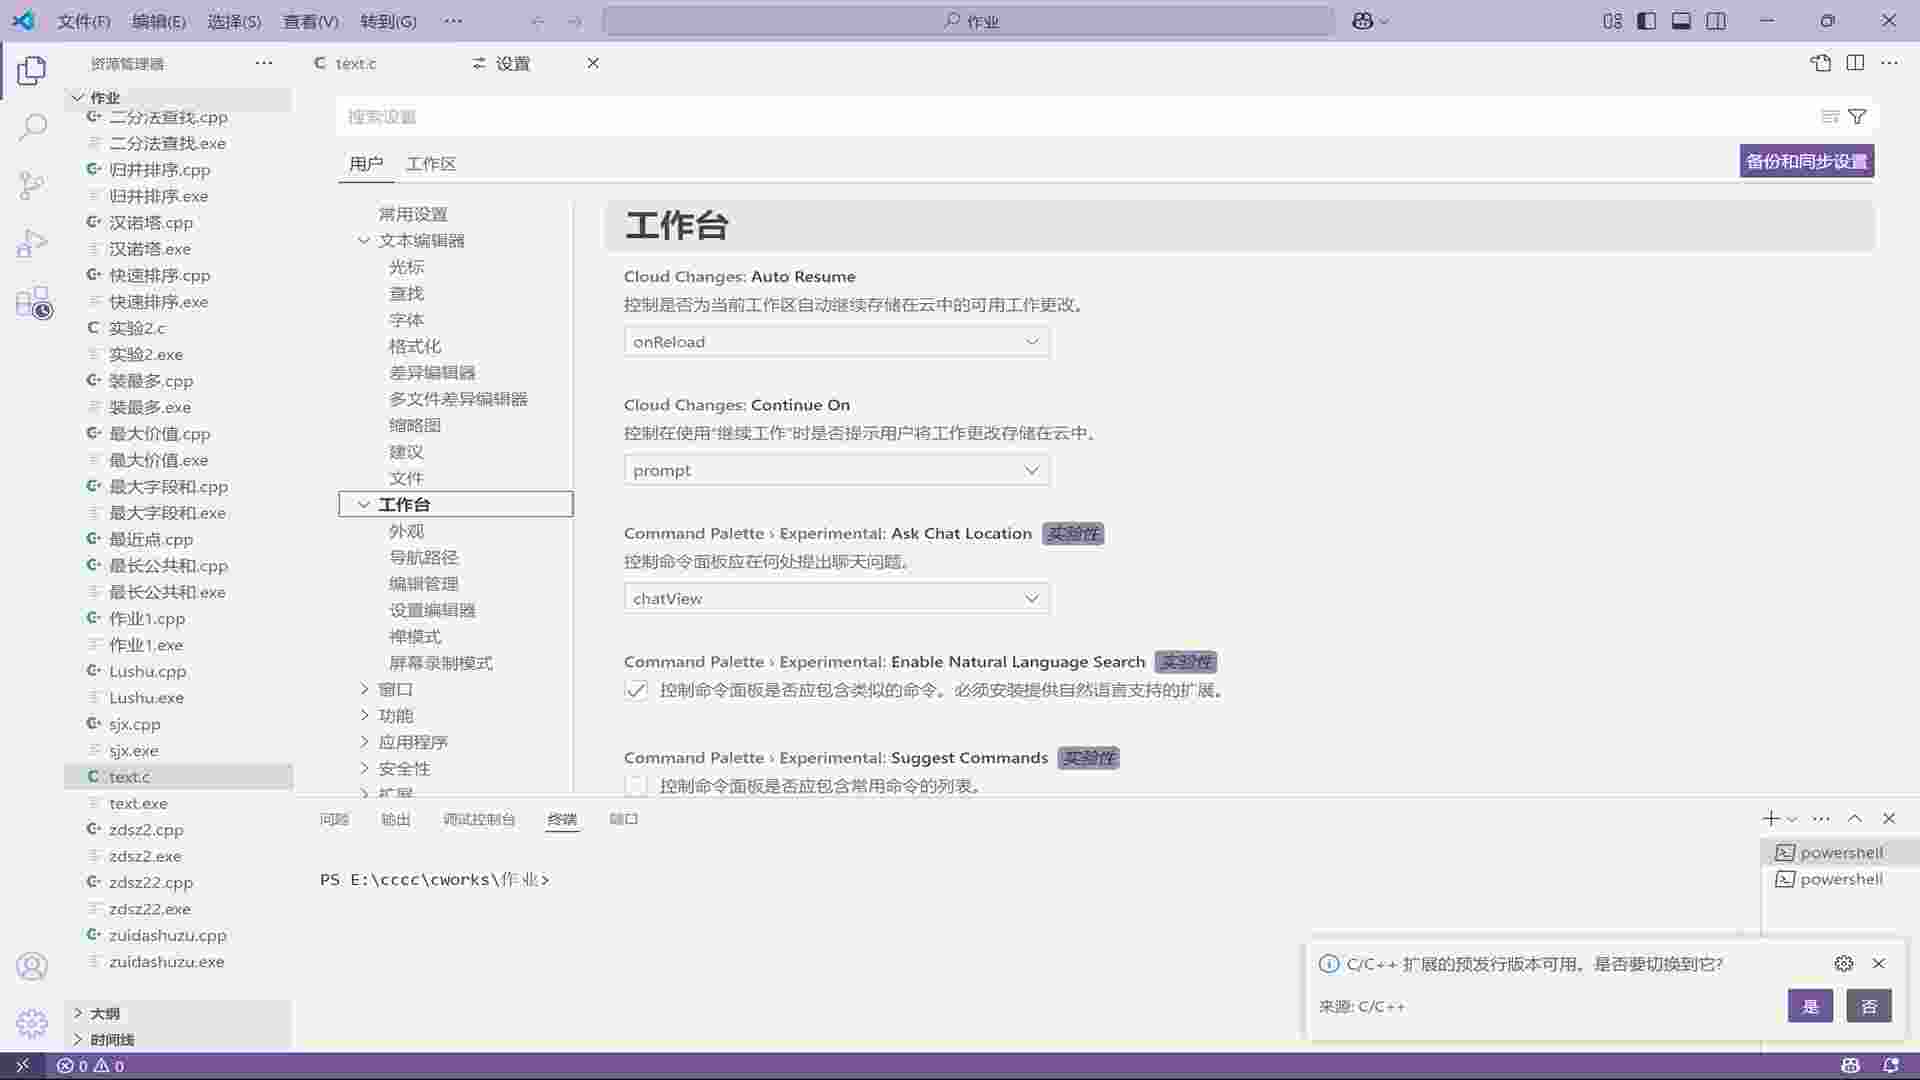 文件(F) 编辑(E) 选择(S) 查看(V) 转到(G) ···
作业
资源管理器
text.c
设置
作业
二分法查找.cpp
二分法查找.exe
归并排序.cpp
归并排序.exe
汉诺塔.cpp
汉诺塔.exe
快速排序.cpp
快速排序.exe
实验2.c
实验2.exe
装最多.cpp
装最多.exe
最大价值.cpp
最大价值.exe
最大字段和.cpp
最大字段和.exe
最近点.cpp
最长公共和.cpp
最长公共和.exe
作业1.cpp
作业1.exe
Lushu.cpp
Lushu.exe
sjx.cpp
sjx.exe
text.c
text.exe
zdsz2.cpp
zdsz2.exe
zdsz22.cpp
zdsz22.exe
zuidashuzu.cpp
zuidashuzu.exe
大纲
时间线
搜索设置
用户 工作区
备份和同步设置
常用设置
文本编辑器
光标
查找
字体
格式化
差异编辑器
多文件差异编辑器
缩略图
建议
文件
工作台
外观
导航路径
编辑管理
设置编辑器
禅模式
屏幕录制模式
窗口
功能
应用程序
安全性
扩展
工作台
Cloud Changes: Auto Resume
控制是否为当前工作区自动继续存储在云中的可用工作更改。
onReload
Cloud Changes: Continue On
控制在使用“继续工作”时是否提示用户将工作更改存储在云中。
prompt
Command Palette › Experimental: Ask Chat Location 实验性
控制命令面板应在何处提出聊天问题。
chatView
Command Palette › Experimental: Enable Natural Language Search 实验性
控制命令面板是否应包含类似的命令。必须安装提供自然语言支持的扩展。
Command Palette › Experimental: Suggest Commands 实验性
控制命令面板是否应包含常用命令的列表。
问题 输出 调试控制台 终端 端口
PS E:\cccc\cworks\作业>
powershell
powershell
C/C++ 扩展的预发行版本可用。是否要切换到它?
来源: C/C++
是 否
0 0